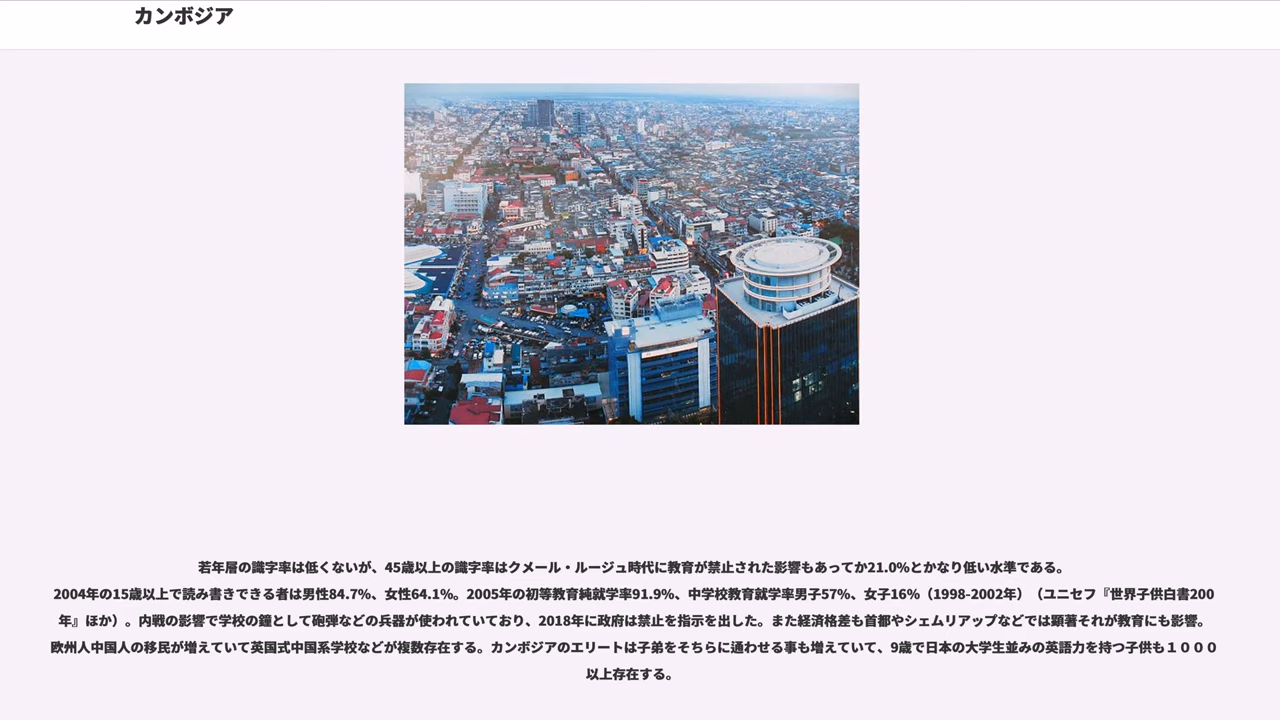 カンボジア
若年層の識字率は低くないが、45歳以上の識字率はクメール・ルージュ時代に教育が禁止された影響もあってか21.0%とかなり低い水準である。
2004年の15歳以上で読み書きできる者は男性84.7%、女性64.1%。2005年の初等教育純就学率91.9%、中学校教育就学率男子57%、女子16%（1998-2002年）（ユニセフ『世界子供白書200
年』ほか）。内戦の影響で学校の鐘として砲弾などの兵器が使われていており、2018年に政府は禁止を指示を出した。また経済格差も首都やシェムリアップなどでは顕著それが教育にも影響。
欧州人中国人の移民が増えていて英国式中国系学校などが複数存在する。カンボジアのエリートは子弟をそちらに通わせる事も増えていて、9歳で日本の大学生並みの英語力を持つ子供も１０００
以上存在する。